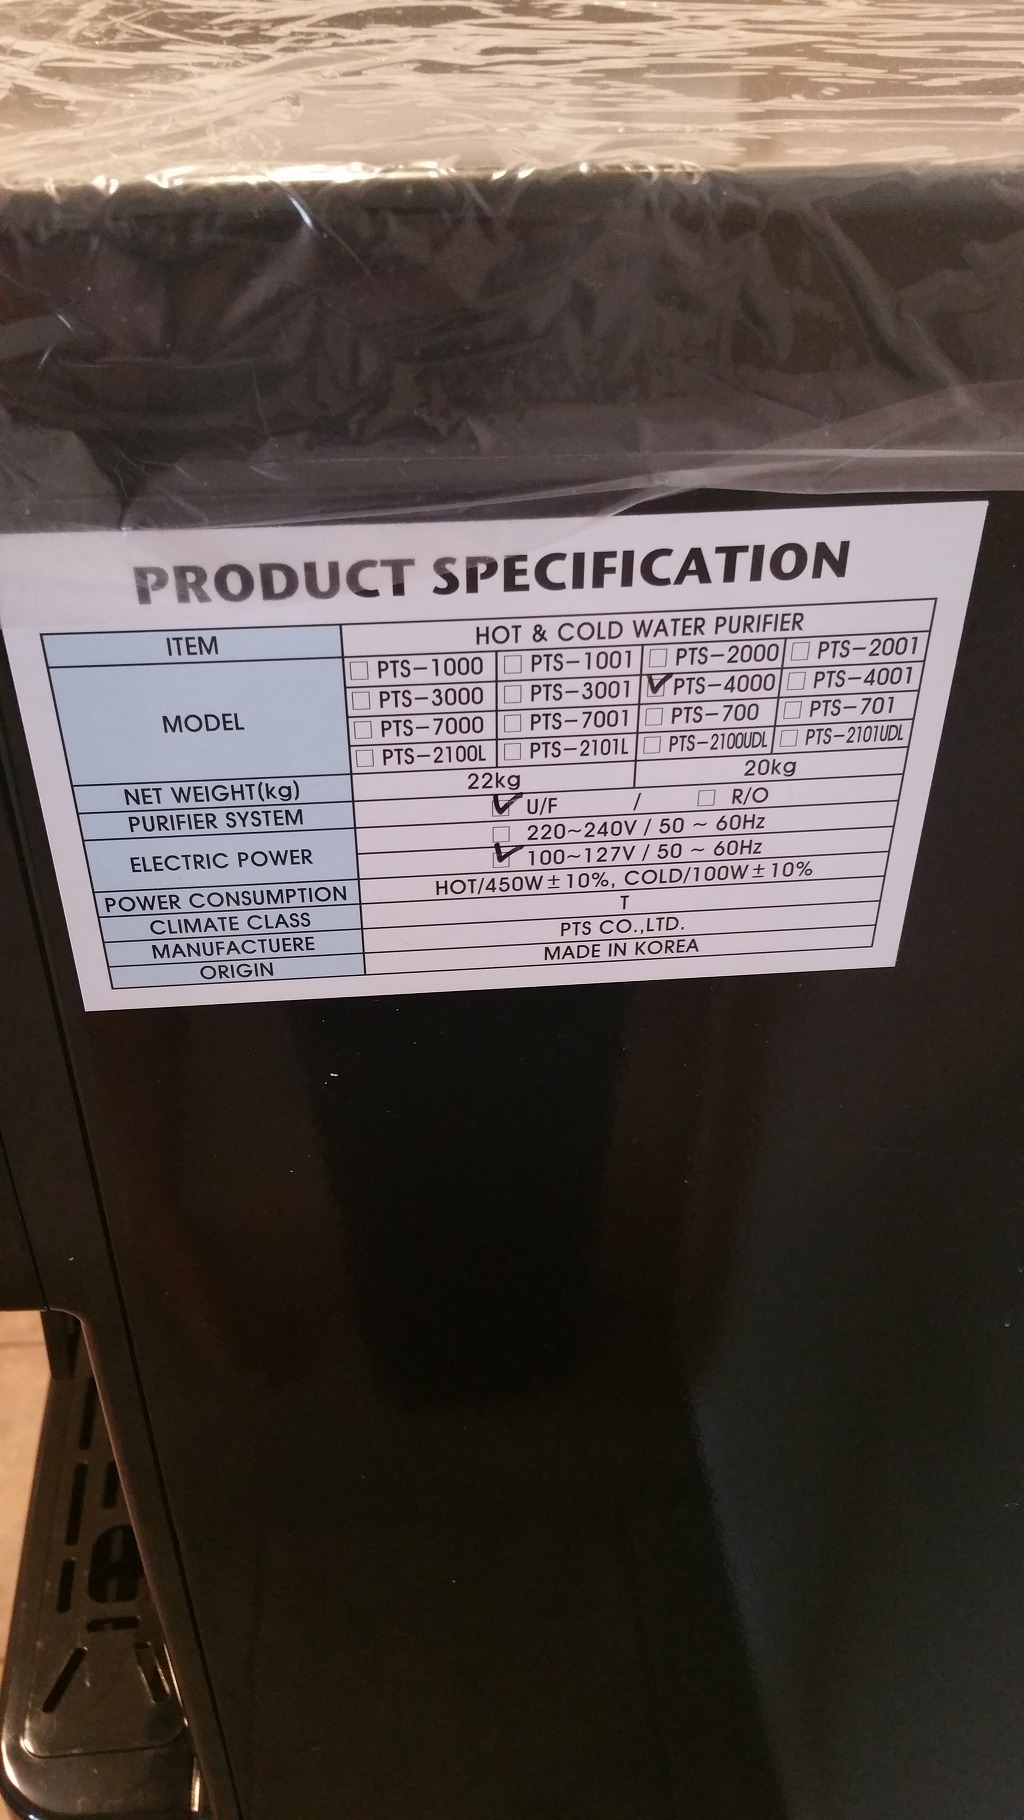 PRODUCT SPECIFICATION
ITEM HOT & COLD WATER PURIFIER
MODEL
PTS-1000 PTS-1001 PTS-2000 PTS-2001
PTS-3000 PTS-3001 PTS-4000 PTS-4001
PTS-7000 PTS-7001 PTS-700 PTS-701
PTS-2100L PTS-2101L PTS-2100UDL PTS-2101UDL
NET WEIGHT(kg) 22kg 20kg
PURIFIER SYSTEM U/F / R/O
ELECTRIC POWER
220~240V / 50 ~ 60Hz
100~127V / 50 ~ 60Hz
POWER CONSUMPTION HOT/450W±10%, COLD/100W±10%
CLIMATE CLASS T
MANUFACTUERE PTS CO.,LTD.
ORIGIN MADE IN KOREA